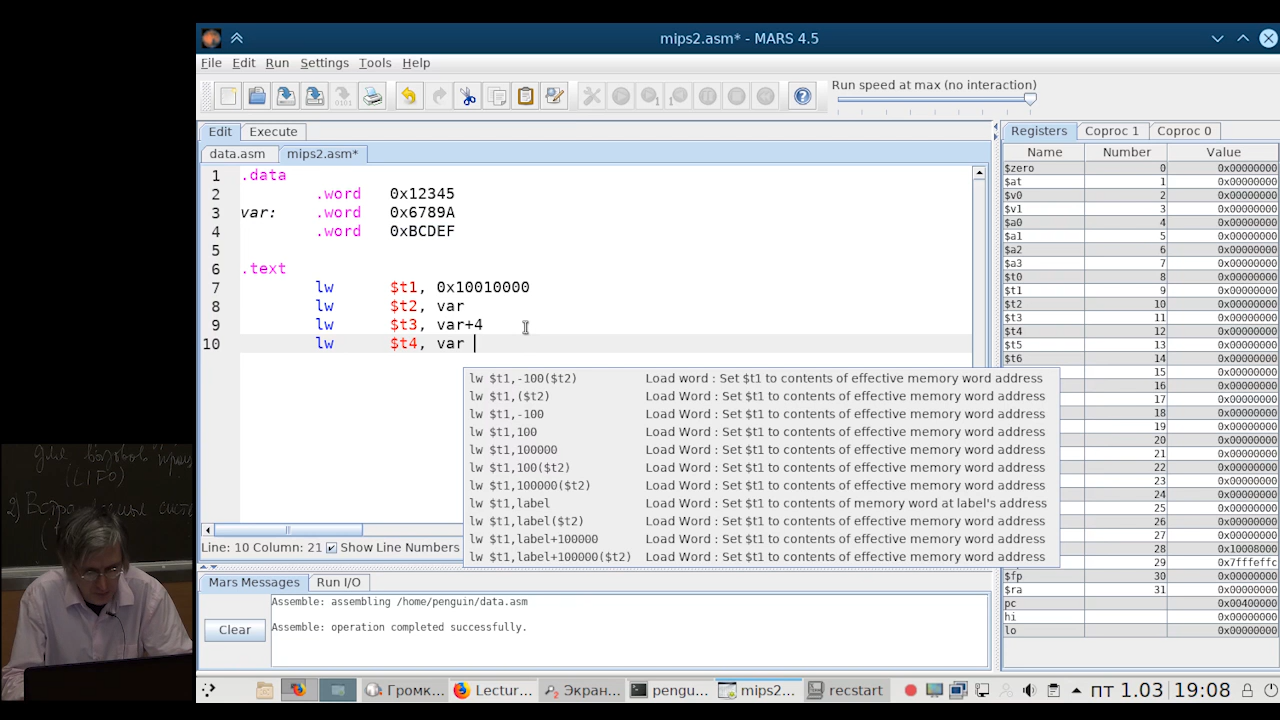 mips2.asm* - MARS 4.5
File Edit Run Settings Tools Help
Run speed at max (no interaction)
Edit Execute
data.asm mips2.asm*
1 .data
2 .word 0x12345
3 var: .word 0x6789A
4 .word 0xBCDEF
5
6 .text
7 lw $t1, 0x10010000
8 lw $t2, var
9 lw $t3, var+4
10 lw $t4, var
lw $t1,-100($t2) Load word : Set $t1 to contents of effective memory word address
lw $t1,($t2) Load Word : Set $t1 to contents of effective memory word address
lw $t1,-100 Load Word : Set $t1 to contents of effective memory word address
lw $t1,100 Load Word : Set $t1 to contents of effective memory word address
lw $t1,100000 Load Word : Set $t1 to contents of effective memory word address
lw $t1,100($t2) Load Word : Set $t1 to contents of effective memory word address
lw $t1,100000($t2) Load Word : Set $t1 to contents of effective memory word address
lw $t1,label Load Word : Set $t1 to contents of memory word at label's address
lw $t1,label($t2) Load Word : Set $t1 to contents of effective memory word address
lw $t1,label+100000 Load Word : Set $t1 to contents of effective memory word address
lw $t1,label+100000($t2) Load Word : Set $t1 to contents of effective memory word address
Line: 10 Column: 21 Show Line Numbers
Mars Messages Run I/O
Assemble: assembling /home/penguin/data.asm
Assemble: operation completed successfully.
Clear
Registers Coproc 1 Coproc 0
Name Number Value
$zero 0 0x00000000
$at 1 0x00000000
$v0 2 0x00000000
$v1 3 0x00000000
$a0 4 0x00000000
$a1 5 0x00000000
$a2 6 0x00000000
$a3 7 0x00000000
$t0 8 0x00000000
$t1 9 0x00000000
$t2 10 0x00000000
$t3 11 0x00000000
$t4 12 0x00000000
$t5 13 0x00000000
$t6 14 0x00000000
15 0x00000000
16 0x00000000
17 0x00000000
18 0x00000000
19 0x00000000
20 0x00000000
21 0x00000000
22 0x00000000
23 0x00000000
24 0x00000000
25 0x00000000
26 0x00000000
27 0x00000000
28 0x10008000
29 0x7fffeffc
$fp 30 0x00000000
$ra 31 0x00000000
pc 0x00400000
hi 0x00000000
lo 0x00000000
для
(LIFO)
2)
Громк...
Lectur...
Экран...
pengu...
mips2...
recstart
ПТ 1.03 19:08